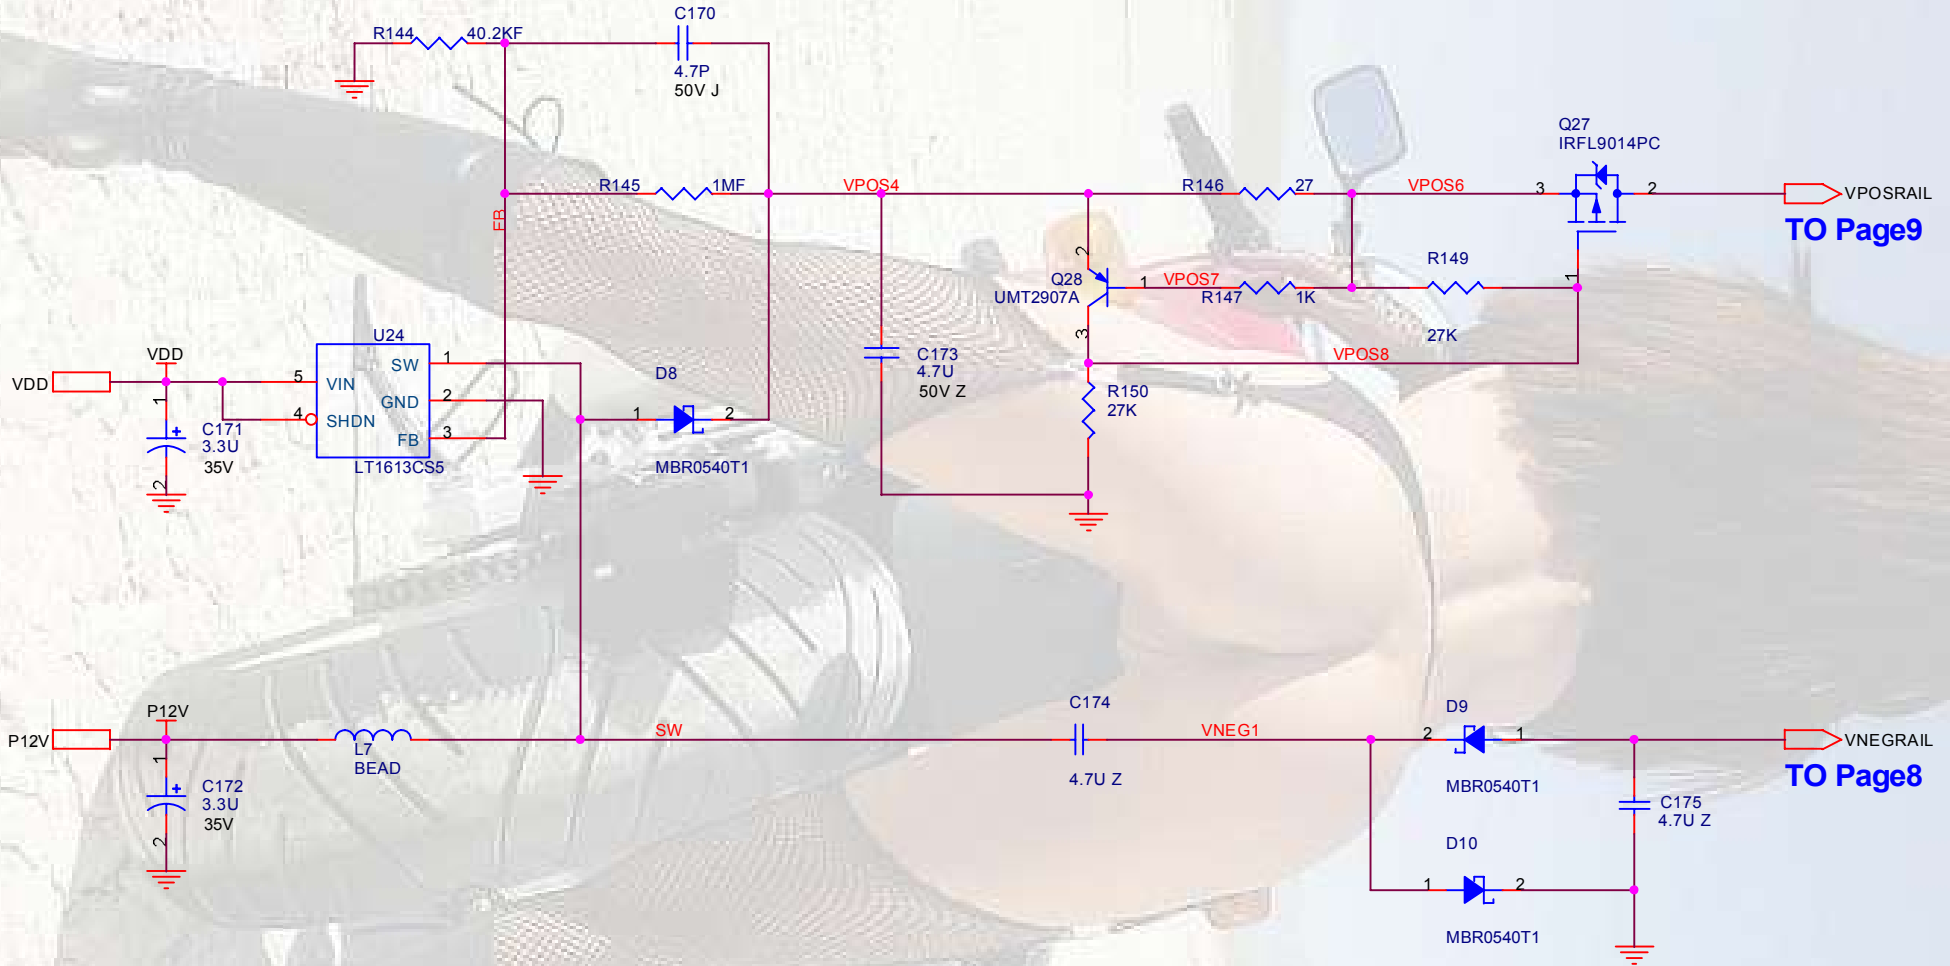 C170
R144 40.2KF
4.7P
50V J
Q27
IRFL9014PC
R145 1MF
VPOS4
R146 27
VPOS6
3
2
VPOSRAIL
TO Page9
FB
2
Q28
UMT2907A
1
VPOS7
R147 1K
R149
27K
1
3
VPOS8
U24
VDD
VDD
5
VIN
SW
1
GND
2
4
SHDN
FB
3
LT1613CS5
1
C171
3.3U
35V
2
D8
1
2
MBR0540T1
C173
4.7U
50V Z
R150
27K
P12V
P12V
L7
BEAD
SW
C174
4.7U Z
VNEG1
D9
2
1
MBR0540T1
VNEGRAIL
TO Page8
1
C172
3.3U
35V
2
C175
4.7U Z
D10
1
2
MBR0540T1